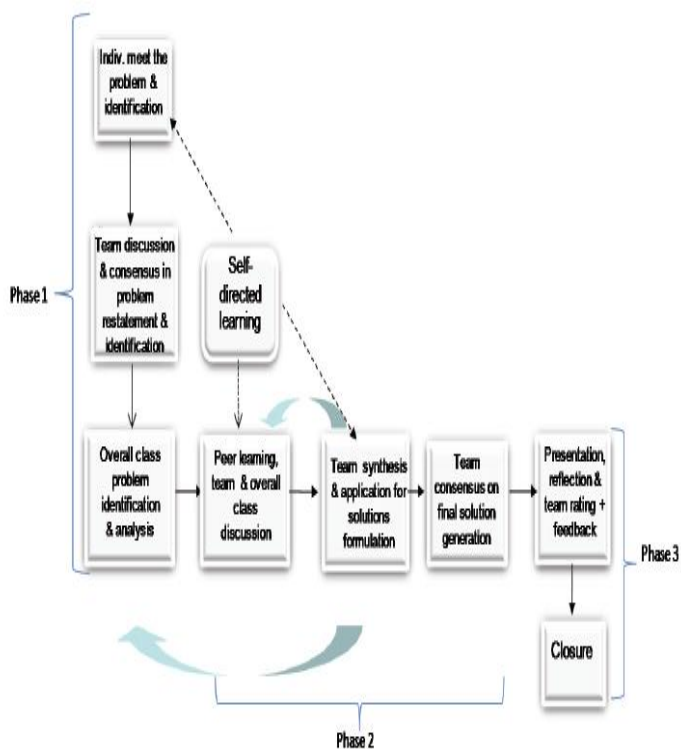 Indiv. meet the
problem &
identification
Team discussion
& consensus in
problem
restatement &
identification
Self-
directed
learning
Phase 1
Overall class
problem
identification
& analysis
Peer learning,
team & overall
class
discussion
Team synthesis
& application for
solutions
formulation
Team
consensus on
final solution
generation
Presentation,
reflection &
team rating +
feedback
Phase 3
Closure
Phase 2